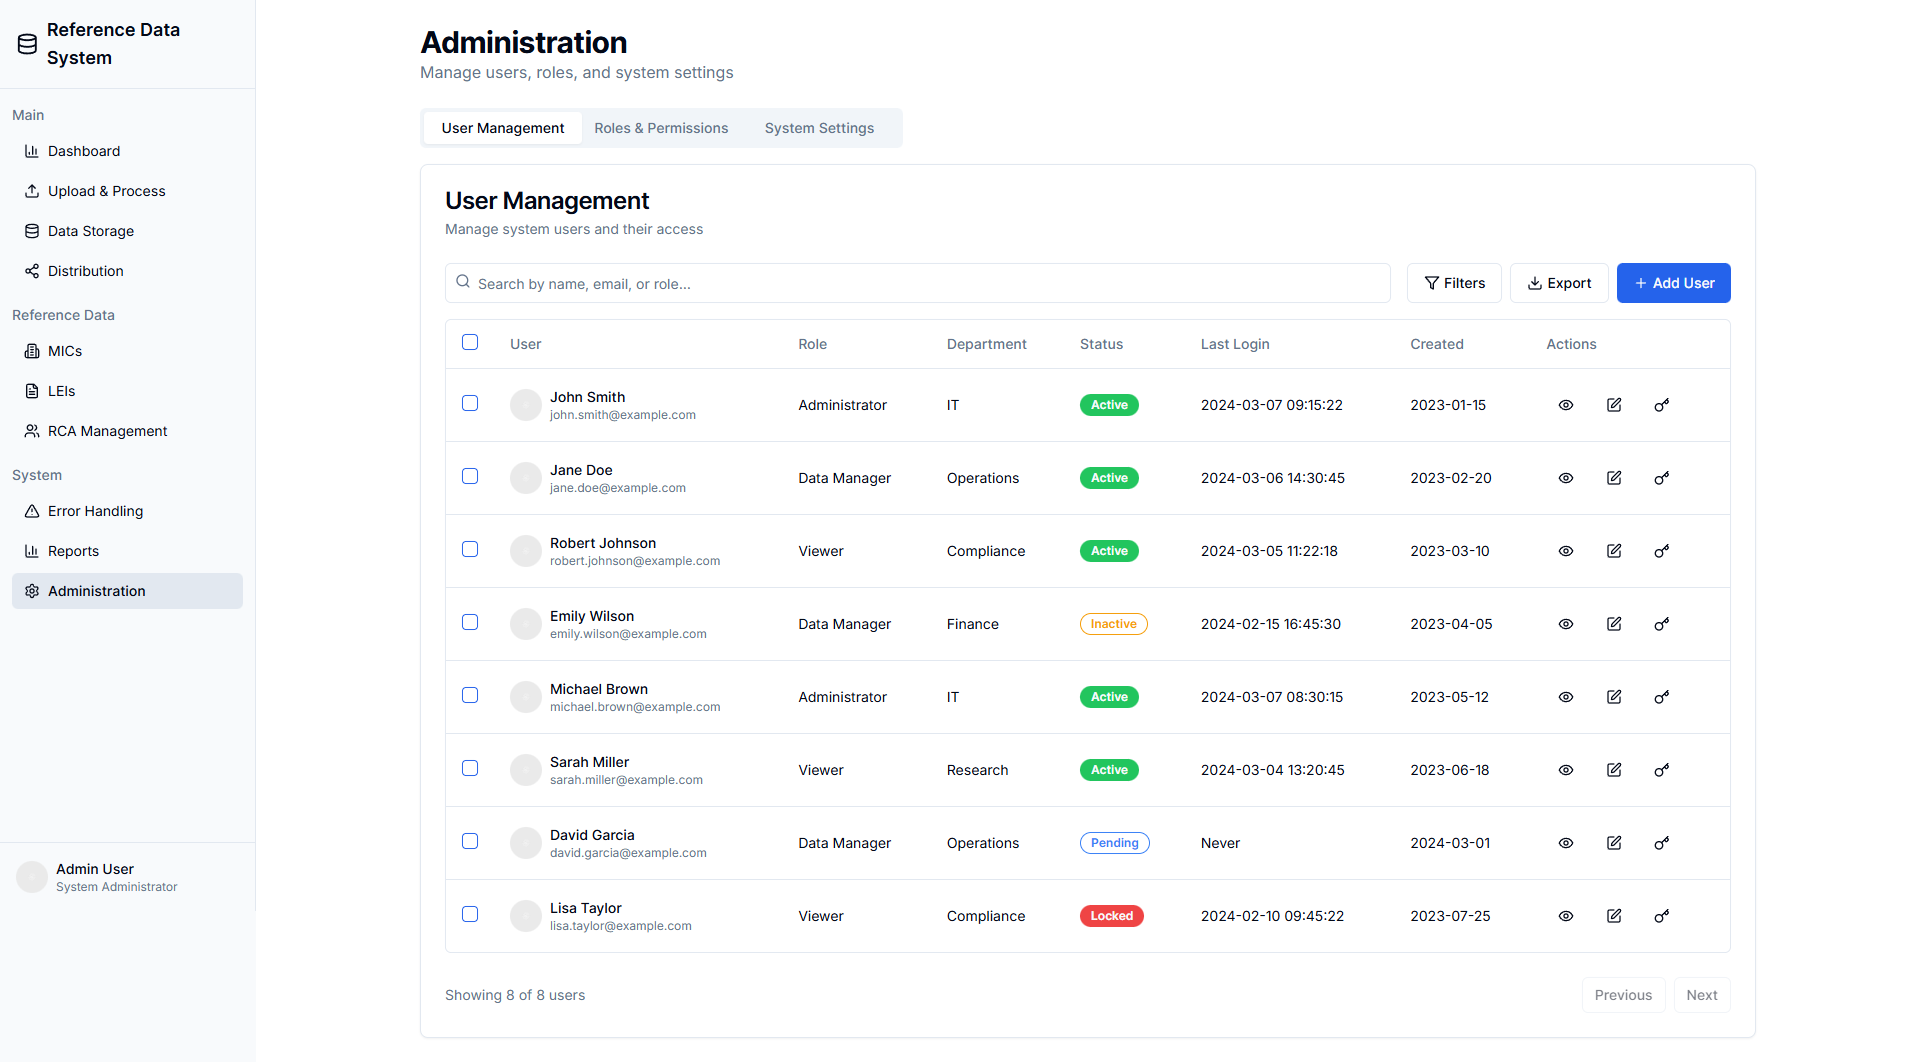 Reference Data
System
Main
Dashboard
Upload & Process
Data Storage
Distribution
Reference Data
MICs
LEIs
RCA Management
System
Error Handling
Reports
Administration
Admin User
System Administrator
Administration
Manage users, roles, and system settings
User Management Roles & Permissions System Settings
User Management
Manage system users and their access
Search by name, email, or role... Filters Export + Add User
User Role Department Status Last Login Created Actions
John Smith
john.smith@example.com
Administrator IT Active 2024-03-07 09:15:22 2023-01-15
Jane Doe
jane.doe@example.com
Data Manager Operations Active 2024-03-06 14:30:45 2023-02-20
Robert Johnson
robert.johnson@example.com
Viewer Compliance Active 2024-03-05 11:22:18 2023-03-10
Emily Wilson
emily.wilson@example.com
Data Manager Finance Inactive 2024-02-15 16:45:30 2023-04-05
Michael Brown
michael.brown@example.com
Administrator IT Active 2024-03-07 08:30:15 2023-05-12
Sarah Miller
sarah.miller@example.com
Viewer Research Active 2024-03-04 13:20:45 2023-06-18
David Garcia
david.garcia@example.com
Data Manager Operations Pending Never 2024-03-01
Lisa Taylor
lisa.taylor@example.com
Viewer Compliance Locked 2024-02-10 09:45:22 2023-07-25
Showing 8 of 8 users Previous Next